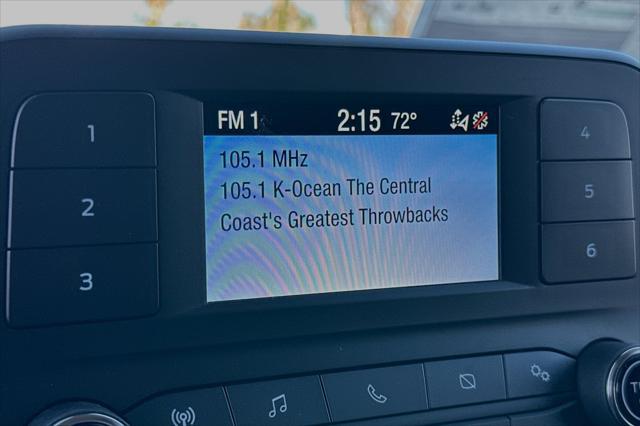 FM 1 2:15 72°
105.1 MHz
105.1 K-Ocean The Central
Coast's Greatest Throwbacks
1
2
3
4
5
6